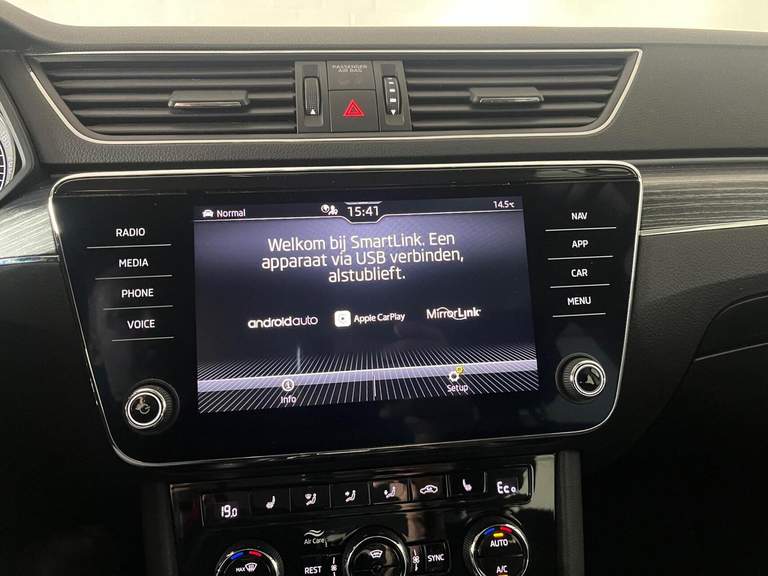 PASSENGER
AIR BAG
Normal
15:41
14.5°C
RADIO
MEDIA
PHONE
VOICE
NAV
APP
CAR
MENU
Welkom bij SmartLink. Een
apparaat via USB verbinden,
alstublieft.
androidauto
Apple CarPlay
MirrorLink
Info
Setup
19.0
Eco
Air Care
MAX
REST
SYNC
AUTO
A/C